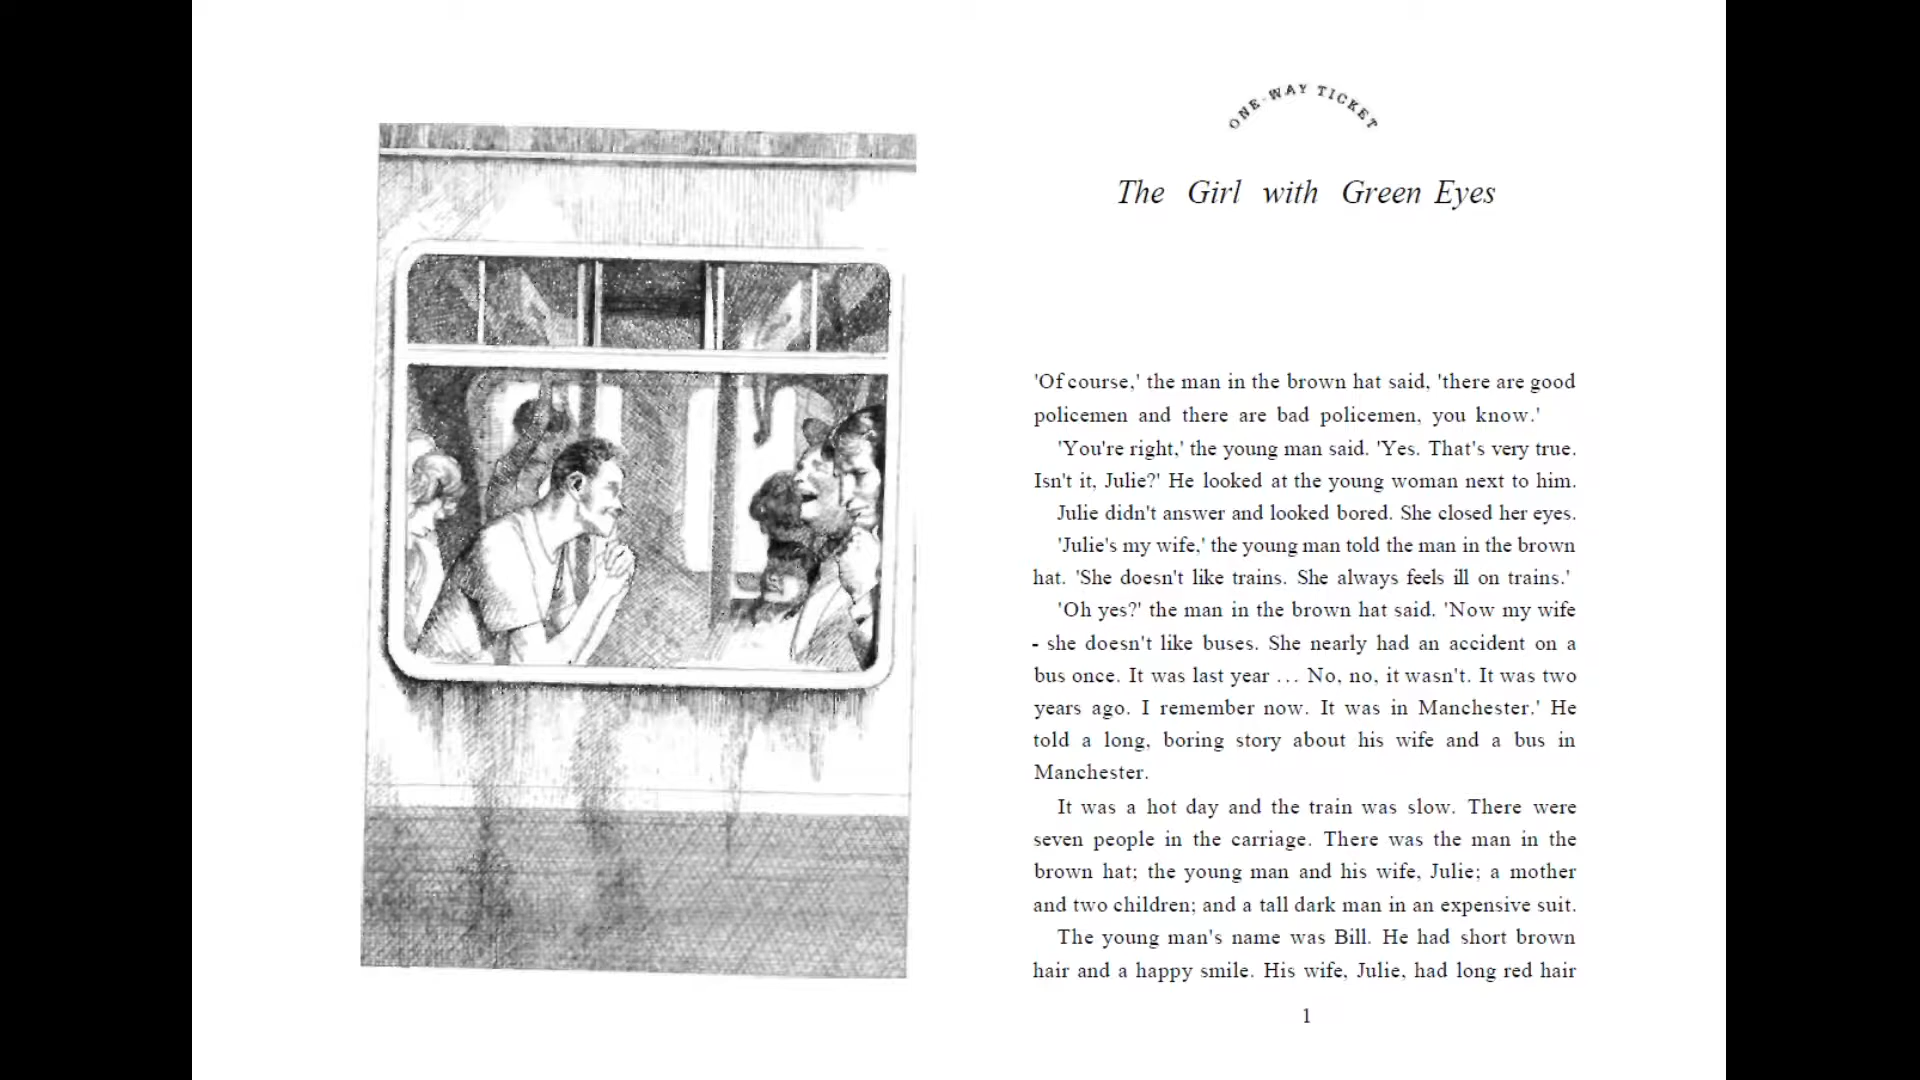 ONE-WAY TICKET
The Girl with Green Eyes
'Of course,' the man in the brown hat said, 'there are good
policemen and there are bad policemen, you know.'
'You're right,' the young man said. 'Yes. That's very true.
Isn't it, Julie?' He looked at the young woman next to him.
Julie didn't answer and looked bored. She closed her eyes.
'Julie's my wife,' the young man told the man in the brown
hat. 'She doesn't like trains. She always feels ill on trains.'
'Oh yes?' the man in the brown hat said. 'Now my wife
- she doesn't like buses. She nearly had an accident on a
bus once. It was last year ... No, no, it wasn't. It was two
years ago. I remember now. It was in Manchester.' He
told a long, boring story about his wife and a bus in
Manchester.
It was a hot day and the train was slow. There were
seven people in the carriage. There was the man in the
brown hat; the young man and his wife, Julie; a mother
and two children; and a tall dark man in an expensive suit.
The young man's name was Bill. He had short brown
hair and a happy smile. His wife, Julie, had long red hair
1